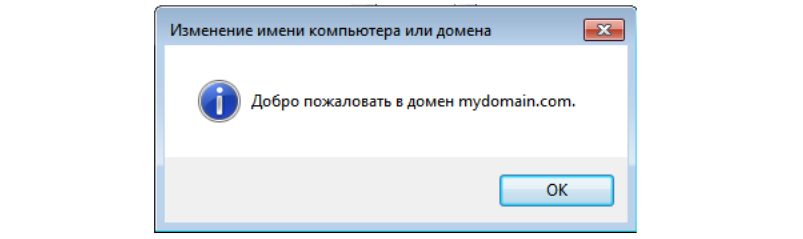 Изменение имени компьютера или домена
Добро пожаловать в домен mydomain.com.
OK